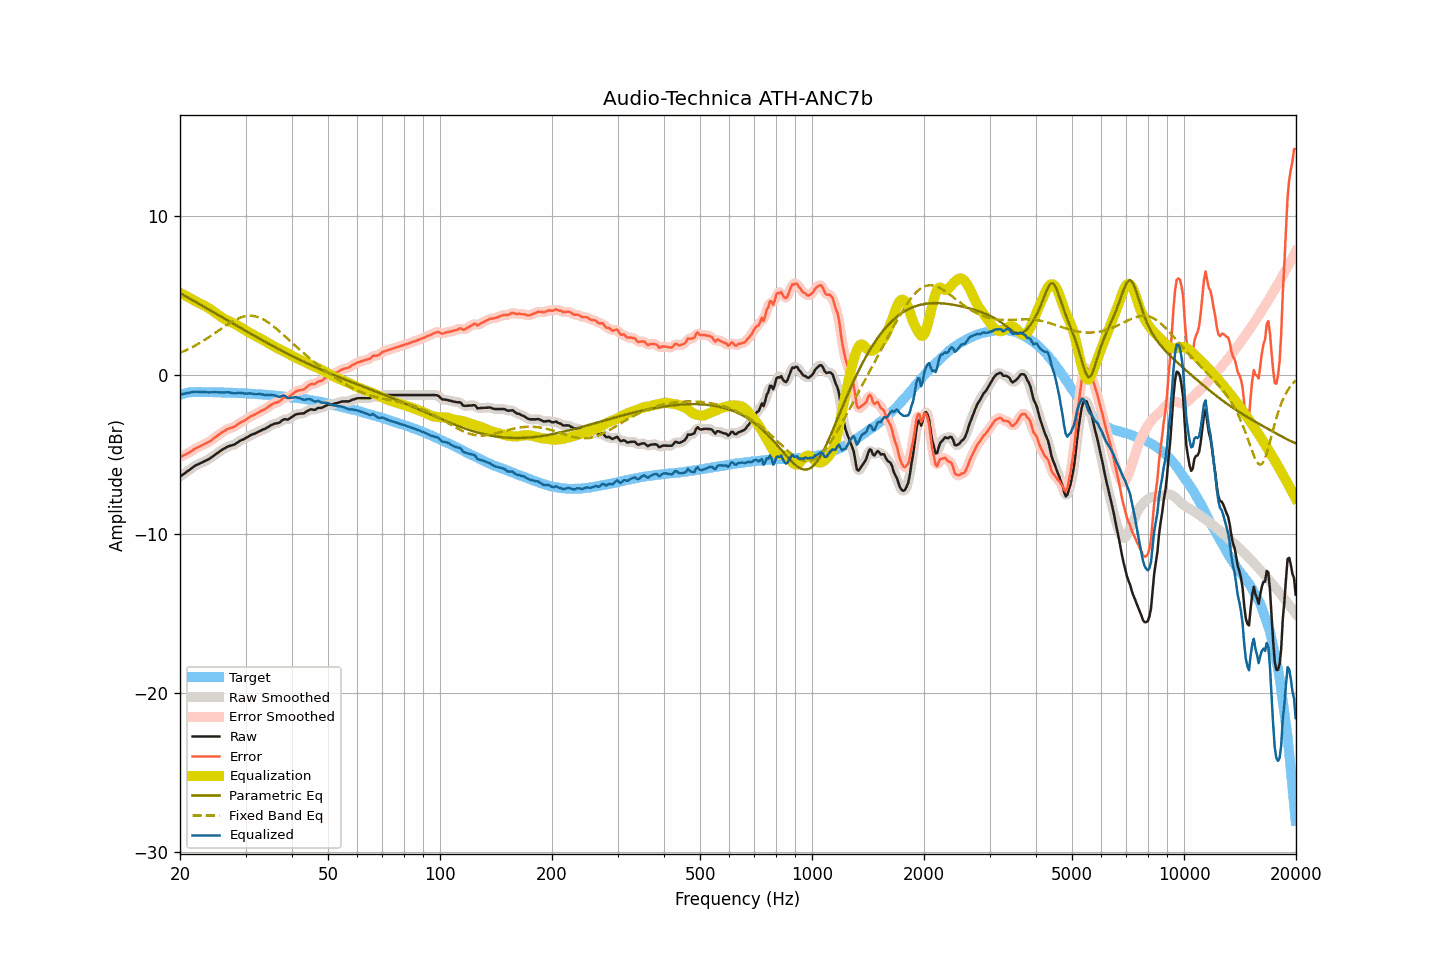 Audio-Technica ATH-ANC7b
Amplitude (dBr)
10
0
−10
−20
−30
Target
Raw Smoothed
Error Smoothed
Raw
Error
Equalization
Parametric Eq
Fixed Band Eq
Equalized
20 50 100 200 500 1000 2000 5000 10000 20000
Frequency (Hz)